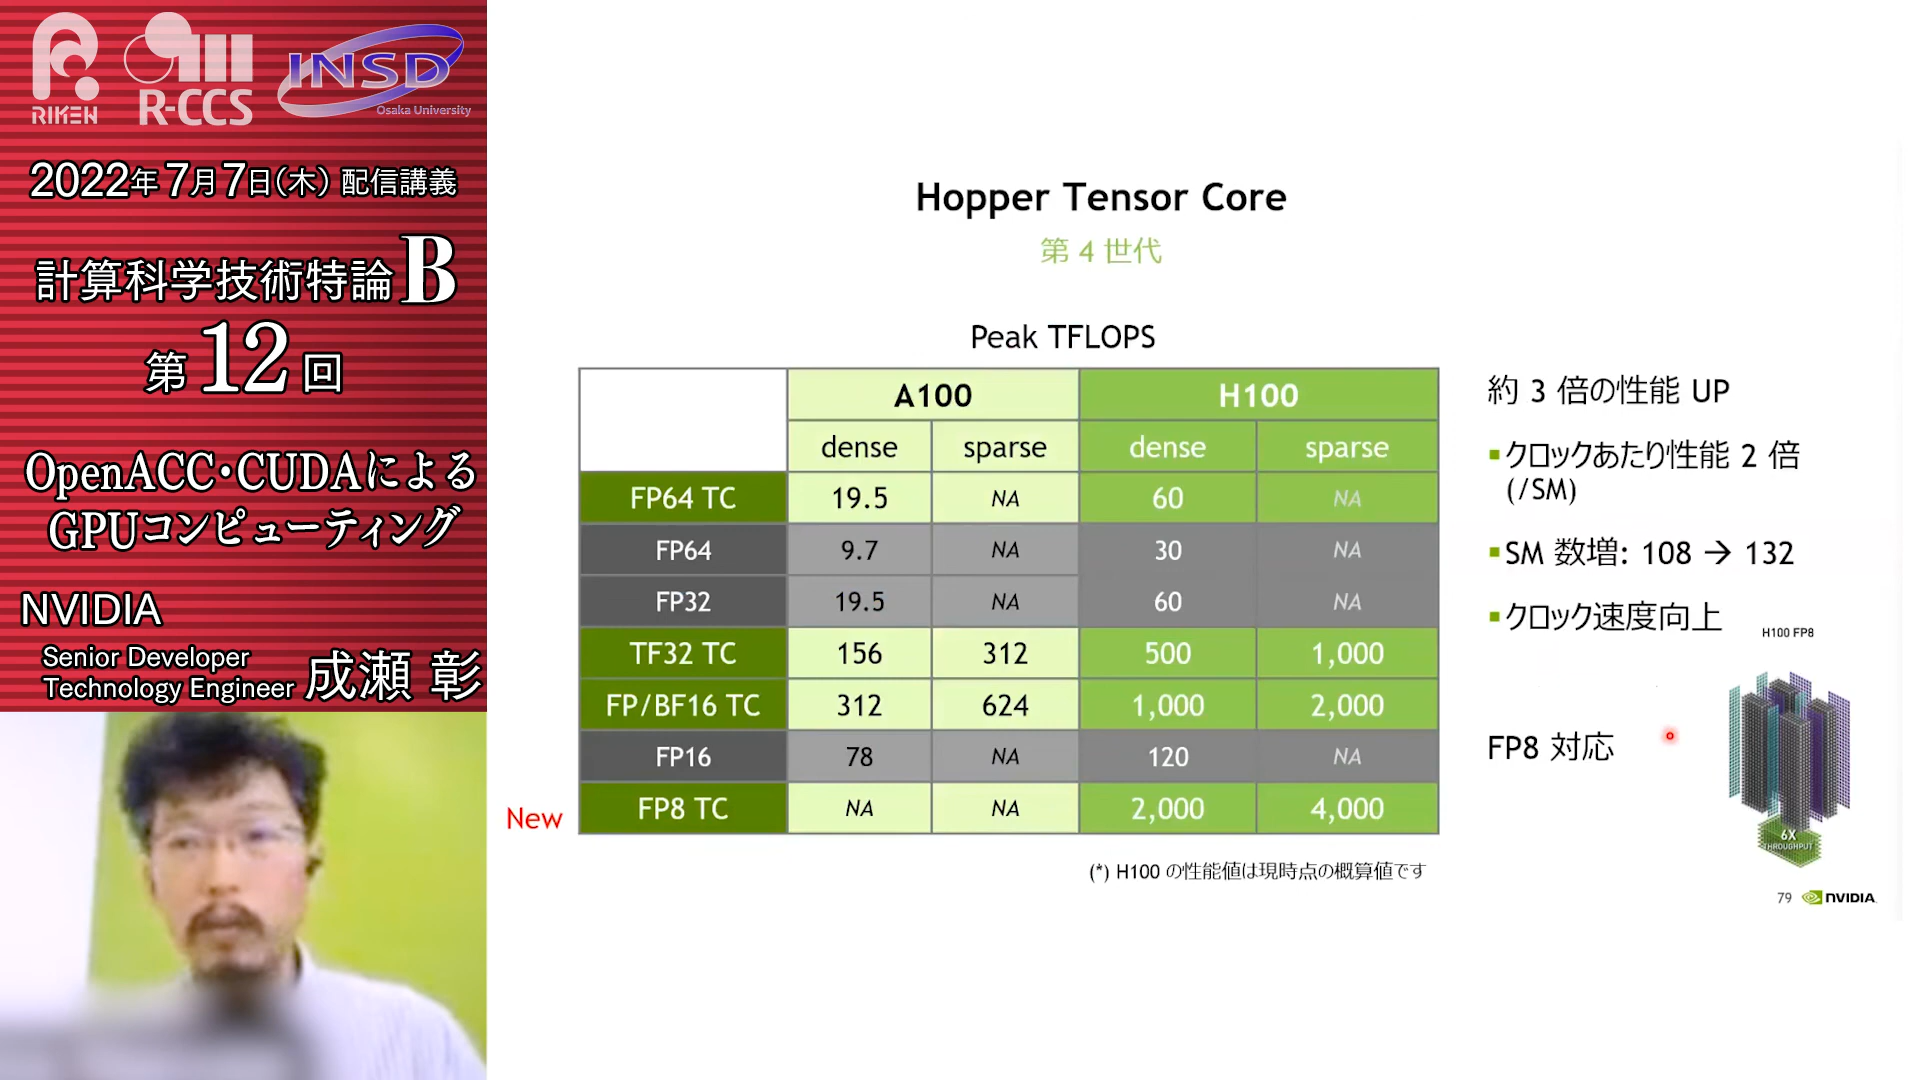 RIKEN
R-CCS
INSD
Osaka University
2022年7月7日(木) 配信講義
計算科学技術特論B
第12回
OpenACC・CUDAによる
GPUコンピューティング
NVIDIA
Senior Developer
Technology Engineer 成瀬 彰
Hopper Tensor Core
第 4 世代
Peak TFLOPS
A100 H100
dense sparse dense sparse
FP64 TC 19.5 NA 60 NA
FP64 9.7 NA 30 NA
FP32 19.5 NA 60 NA
TF32 TC 156 312 500 1,000
FP/BF16 TC 312 624 1,000 2,000
FP16 78 NA 120 NA
New FP8 TC NA NA 2,000 4,000
(*) H100 の性能値は現時点の概算値です
約 3 倍の性能 UP
▪クロックあたり性能 2 倍
(/SM)
▪SM 数増: 108 → 132
▪クロック速度向上
FP8 対応
H100 FP8
6X
THROUGHPUT
79 NVIDIA